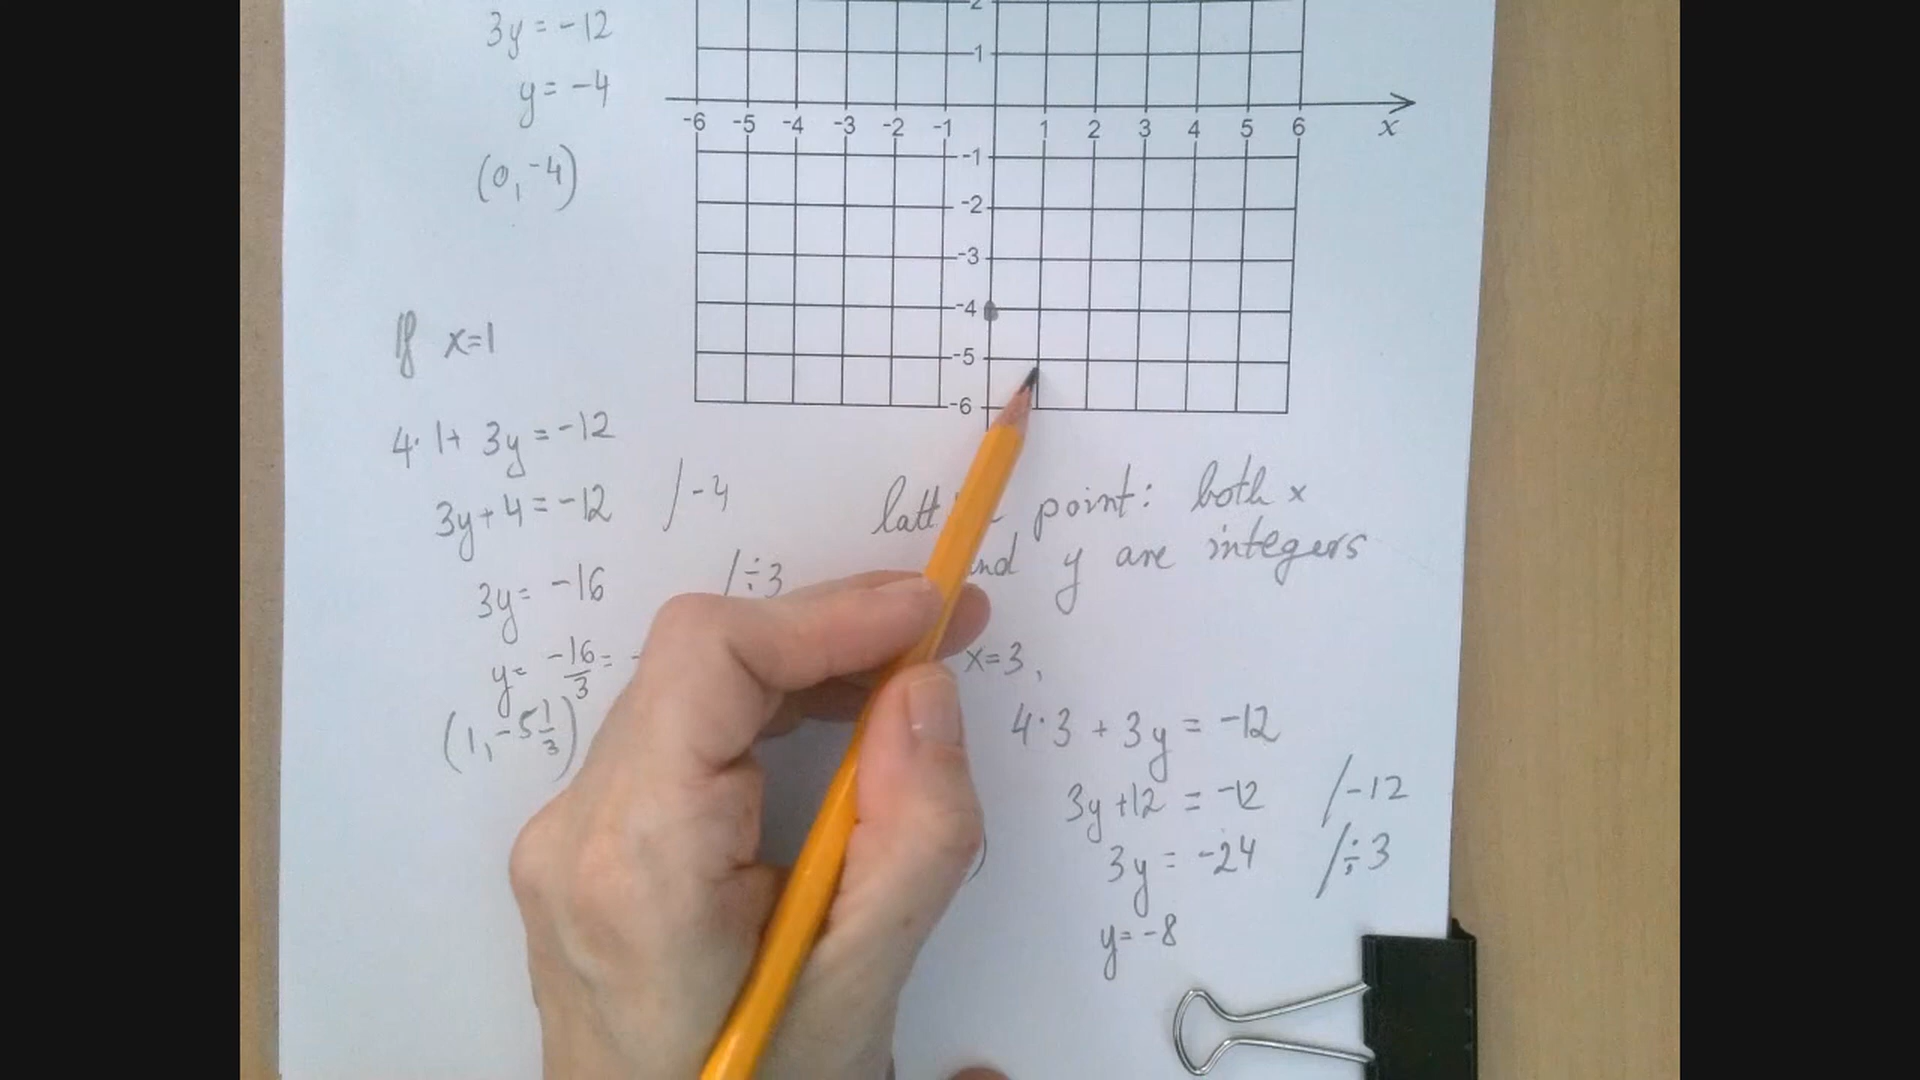 3y = -12
y = -4
(0, -4)
2
1
-6 -5 -4 -3 -2 -1 1 2 3 4 5 6
x
-1
-2
-3
-4
-5
-6
If x=1
4· 1+ 3y = -12
3y+4 = -12 /-4
3y = -16 /÷3
y= -16/3 = -
(1, -5 1/3)
point: both x
y are integers
x=3,
4·3 + 3y = -12
3y+12 = -12 /-12
3y = -24 /÷3
y= -8